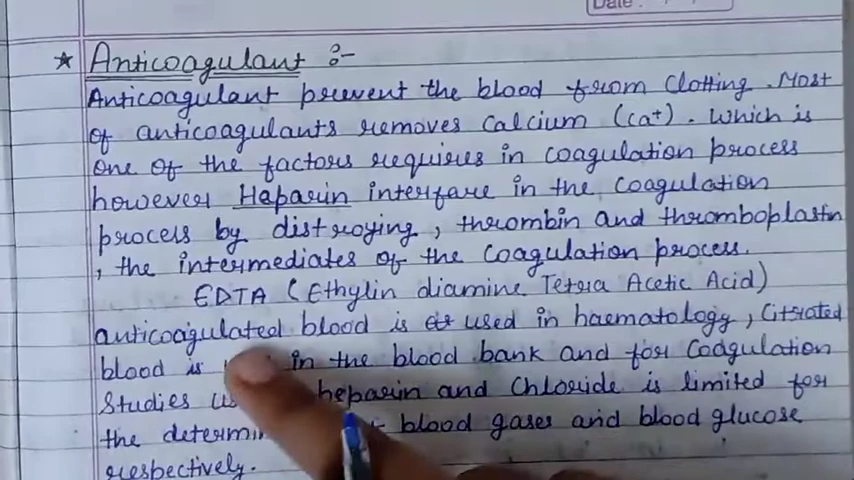 Date :
* Anticoagulant :-
Anticoagulant prevent the blood from clotting. Most
of anticoagulants removes calcium (ca+). Which is
one of the factors requires in coagulation process
however Heparin interfare in the coagulation
process by distroying, thrombin and thromboplastin
, the intermediates of the coagulation process.
EDTA (Ethylin diamine Tetra Acetic Acid)
anticoagulated blood is used in haematology, Citrated
blood is in the blood bank and for Coagulation
Studies heparin and Chloride is limited for
the blood gases and blood glucose
respectively.